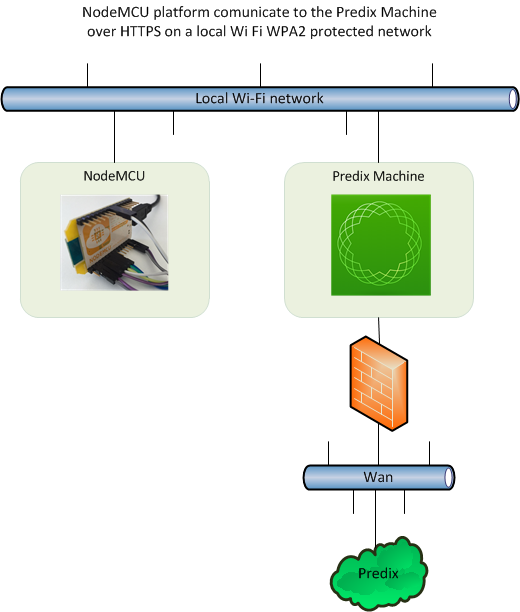 NodeMCU platform comunicate to the Predix Machine
over HTTPS on a local Wi Fi WPA2 protected network
Local Wi-Fi network
NodeMCU
Predix Machine
Wan
Predix